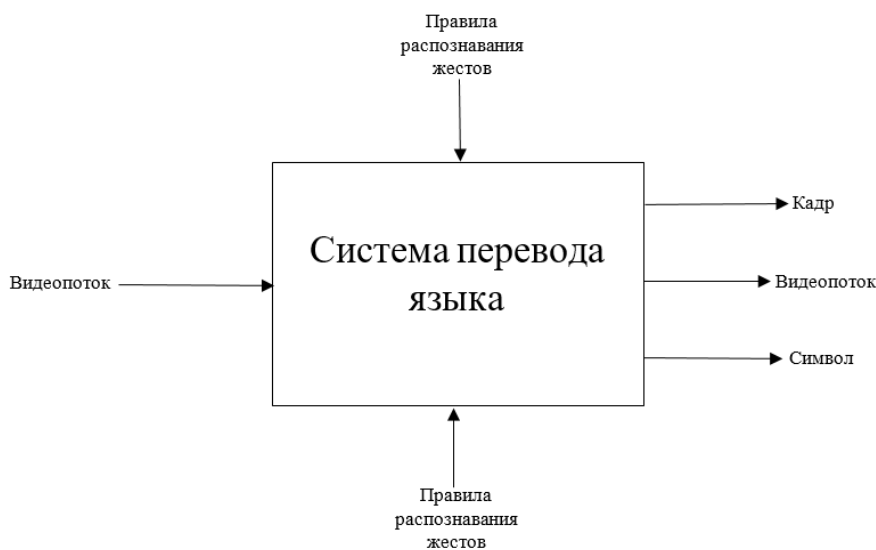 Правила
распознавания
жестов
Кадр
Система перевода
языка
Видеопоток
Видеопоток
Символ
Правила
распознавания
жестов